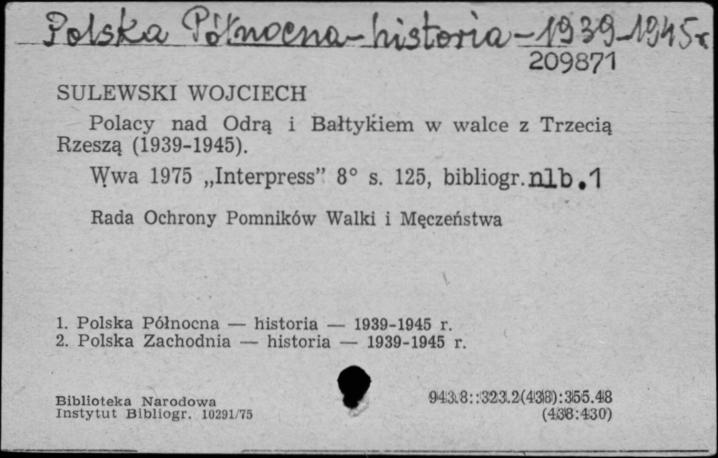 Polska Północna – historia – 1939-1945 r
209871
SULEWSKI WOJCIECH
Polacy nad Odrą i Bałtykiem w walce z Trzecią
Rzeszą (1939-1945).
Wwa 1975 „Interpress” 8° s. 125, bibliogr. nlb.1
Rada Ochrony Pomników Walki i Męczeństwa
1. Polska Północna — historia — 1939-1945 r.
2. Polska Zachodnia — historia — 1939-1945 r.
Biblioteka Narodowa 943.8::323.2(438):355.48
Instytut Bibliogr. 10291/75 (438:430)